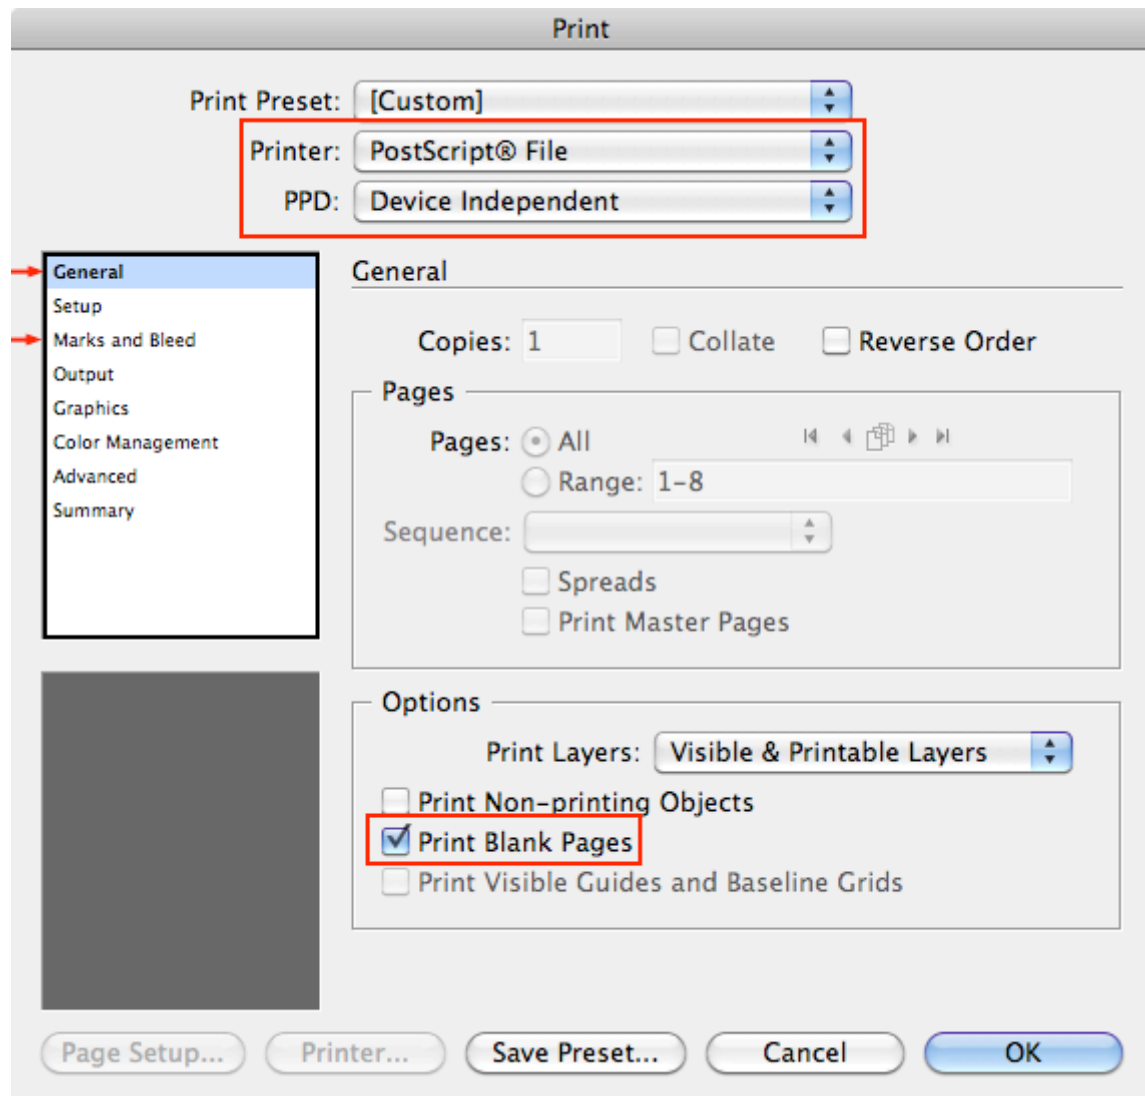 Print
Print Preset: [Custom]
Printer: PostScript® File
PPD: Device Independent
General
Setup
Marks and Bleed
Output
Graphics
Color Management
Advanced
Summary
General
Copies: 1 Collate Reverse Order
Pages
Pages: All
Range: 1-8
Sequence:
Spreads
Print Master Pages
Options
Print Layers: Visible & Printable Layers
Print Non-printing Objects
Print Blank Pages
Print Visible Guides and Baseline Grids
Page Setup... Printer... Save Preset... Cancel OK